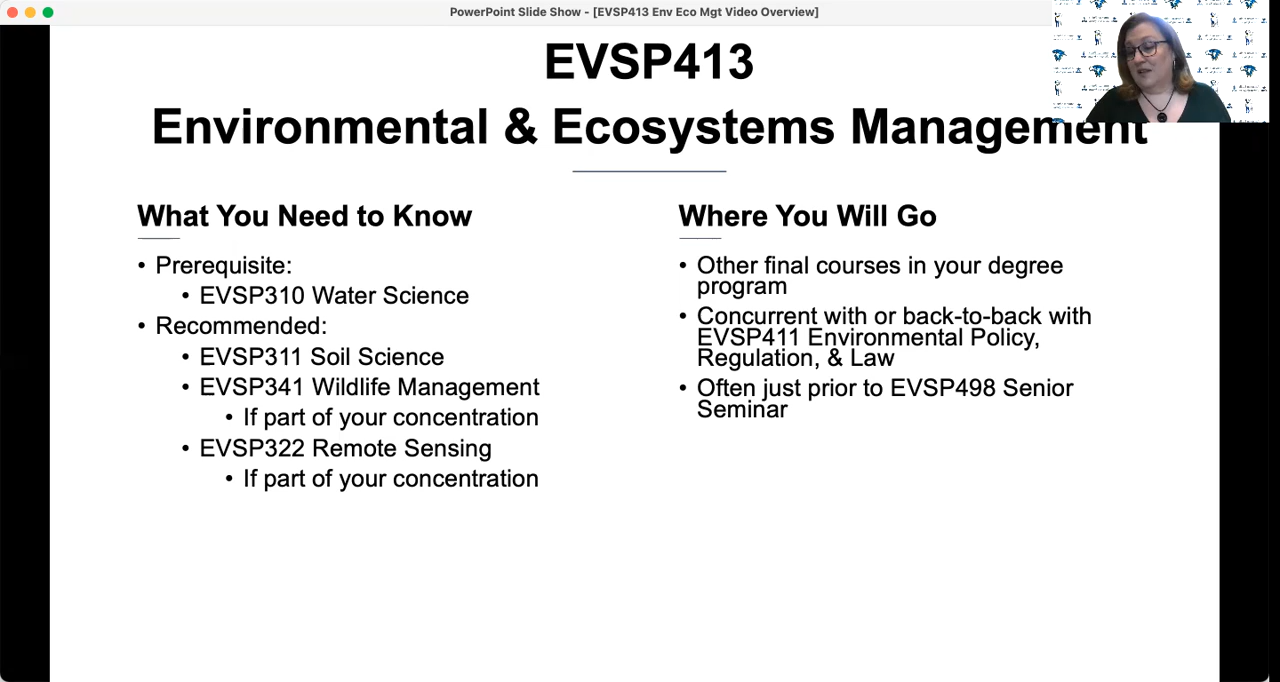 PowerPoint Slide Show - [EVSP413 Env Eco Mgt Video Overview]
EVSP413
Environmental & Ecosystems Management
What You Need to Know
• Prerequisite:
• EVSP310 Water Science
• Recommended:
• EVSP311 Soil Science
• EVSP341 Wildlife Management
• If part of your concentration
• EVSP322 Remote Sensing
• If part of your concentration
Where You Will Go
• Other final courses in your degree
program
• Concurrent with or back-to-back with
EVSP411 Environmental Policy,
Regulation, & Law
• Often just prior to EVSP498 Senior
Seminar